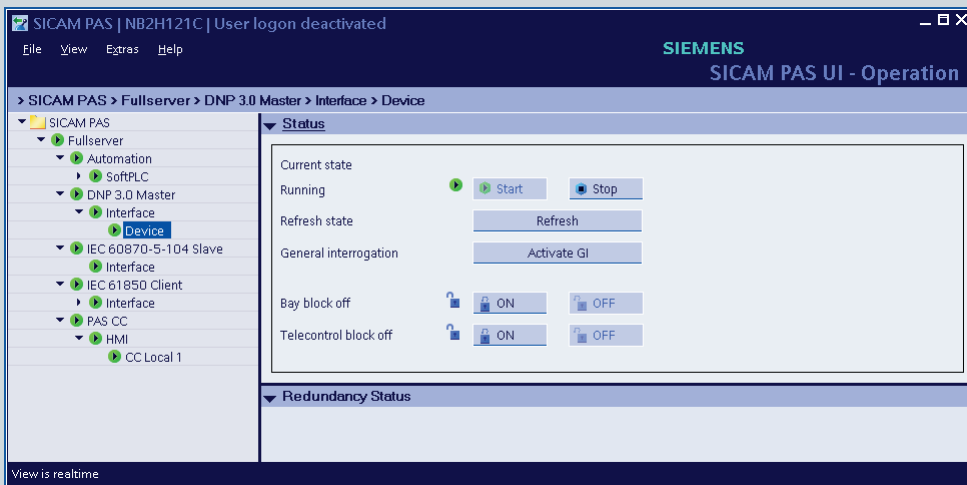 SICAM PAS | NB2H121C | User logon deactivated
File View Extras Help
SIEMENS
SICAM PAS UI - Operation
> SICAM PAS > Fullserver > DNP 3.0 Master > Interface > Device
SICAM PAS
Fullserver
Automation
SoftPLC
DNP 3.0 Master
Interface
Device
IEC 60870-5-104 Slave
Interface
IEC 61850 Client
Interface
PAS CC
HMI
CC Local 1
Status
Current state
Running Start Stop
Refresh state Refresh
General interrogation Activate GI
Bay block off ON OFF
Telecontrol block off ON OFF
Redundancy Status
View is realtime